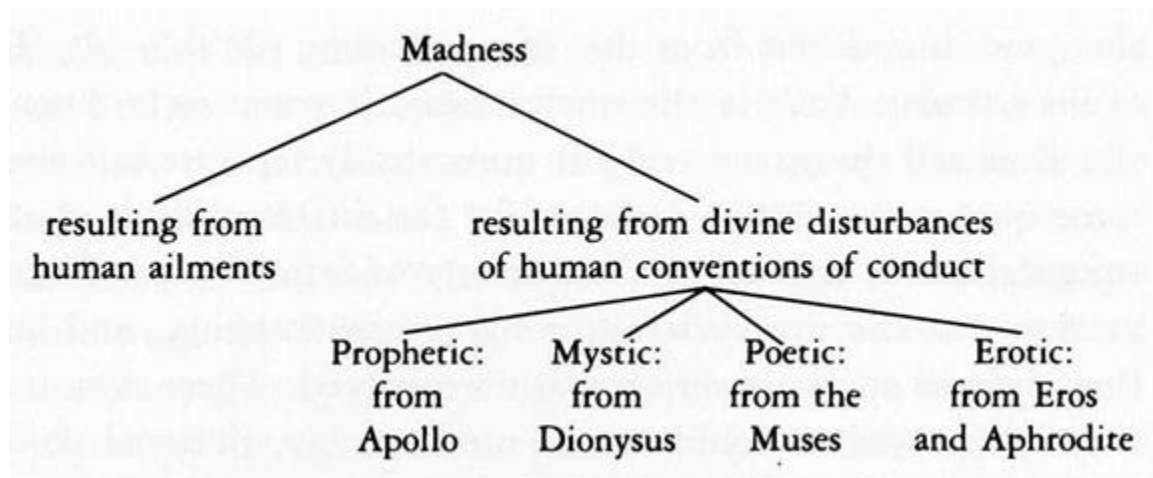 Madness
resulting from
human ailments
resulting from divine disturbances
of human conventions of conduct
Prophetic:
from
Apollo
Mystic:
from
Dionysus
Poetic:
from the
Muses
Erotic:
from Eros
and Aphrodite